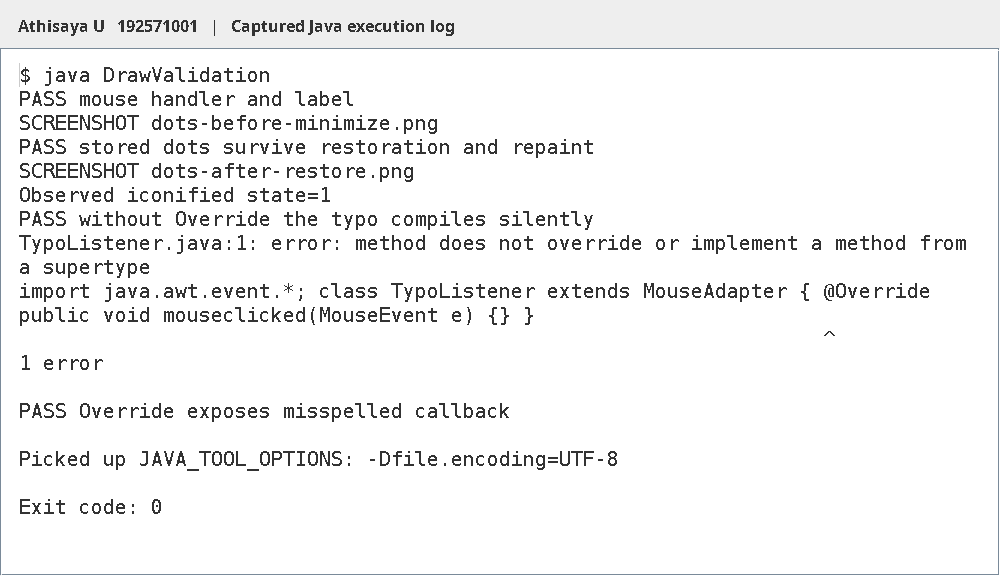 Athisaya U 192571001 | Captured Java execution log
$ java DrawValidation
PASS mouse handler and label
SCREENSHOT dots-before-minimize.png
PASS stored dots survive restoration and repaint
SCREENSHOT dots-after-restore.png
Observed iconified state=1
PASS without Override the typo compiles silently
TypoListener.java:1: error: method does not override or implement a method from
a supertype
import java.awt.event.*; class TypoListener extends MouseAdapter { @Override
public void mouseclicked(MouseEvent e) {} }
^
1 error
PASS Override exposes misspelled callback
Picked up JAVA_TOOL_OPTIONS: -Dfile.encoding=UTF-8
Exit code: 0